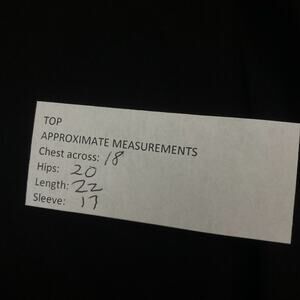 TOP
APPROXIMATE MEASUREMENTS
Chest across: 18
Hips: 20
Length: 22
Sleeve: 17